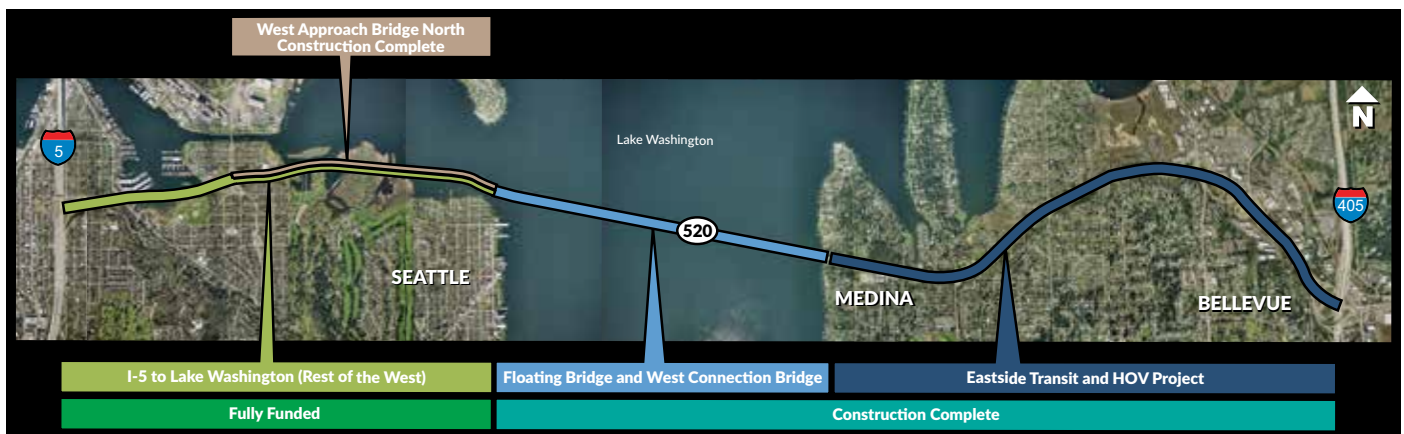 West Approach Bridge North
Construction Complete
N
5
Lake Washington
405
520
SEATTLE
MEDINA
BELLEVUE
I-5 to Lake Washington (Rest of the West)
Floating Bridge and West Connection Bridge
Eastside Transit and HOV Project
Fully Funded
Construction Complete